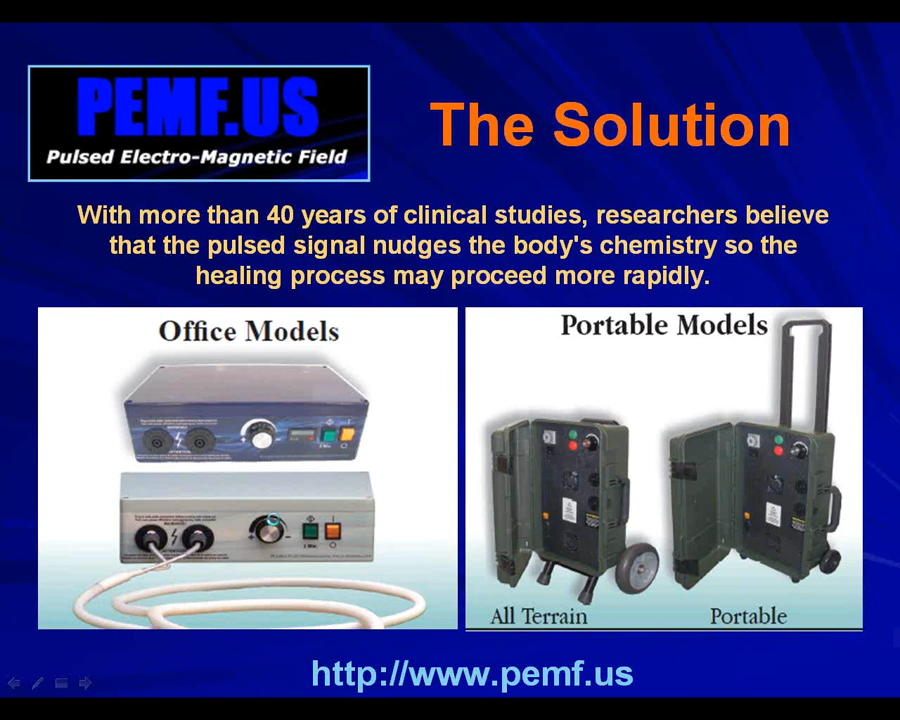 PEMF.US
Pulsed Electro-Magnetic Field
The Solution
With more than 40 years of clinical studies, researchers believe
that the pulsed signal nudges the body's chemistry so the
healing process may proceed more rapidly.
Office Models
Portable Models
All Terrain
Portable
http://www.pemf.us